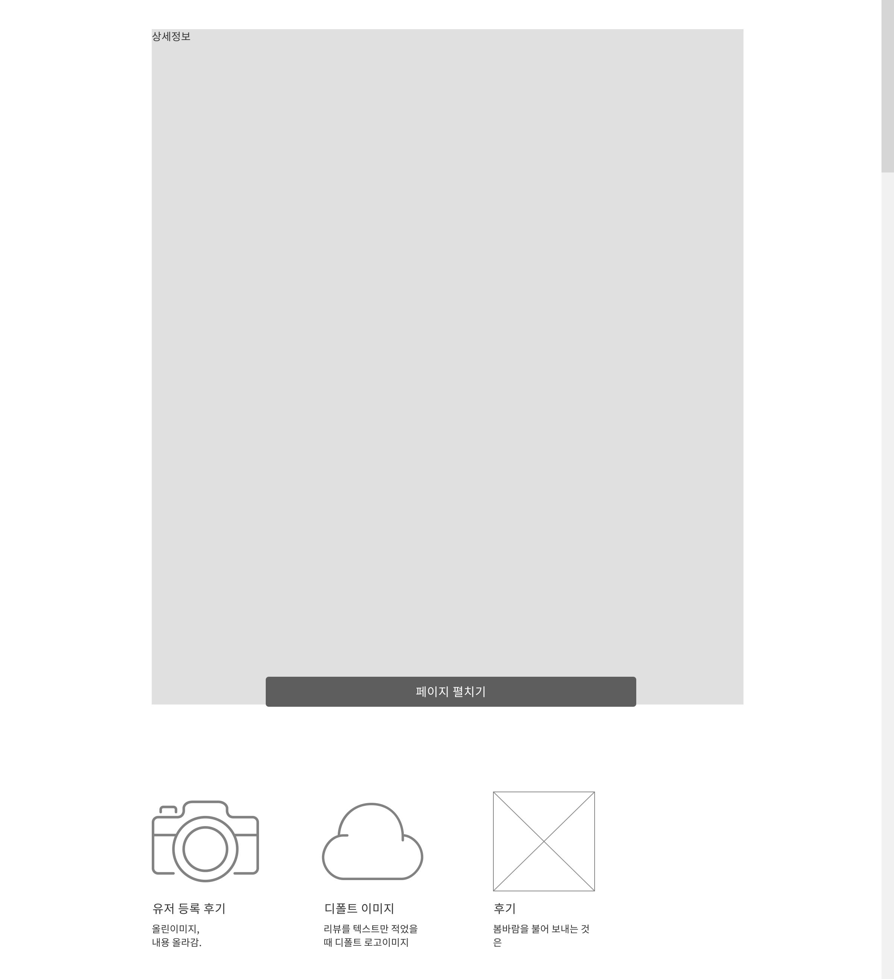 상세정보
페이지 펼치기
유저 등록 후기
올린이미지,
내용 올라감.
디폴트 이미지
리뷰를 텍스트만 적었을
때 디폴트 로고이미지
후기
봄바람을 불어 보내는 것
은